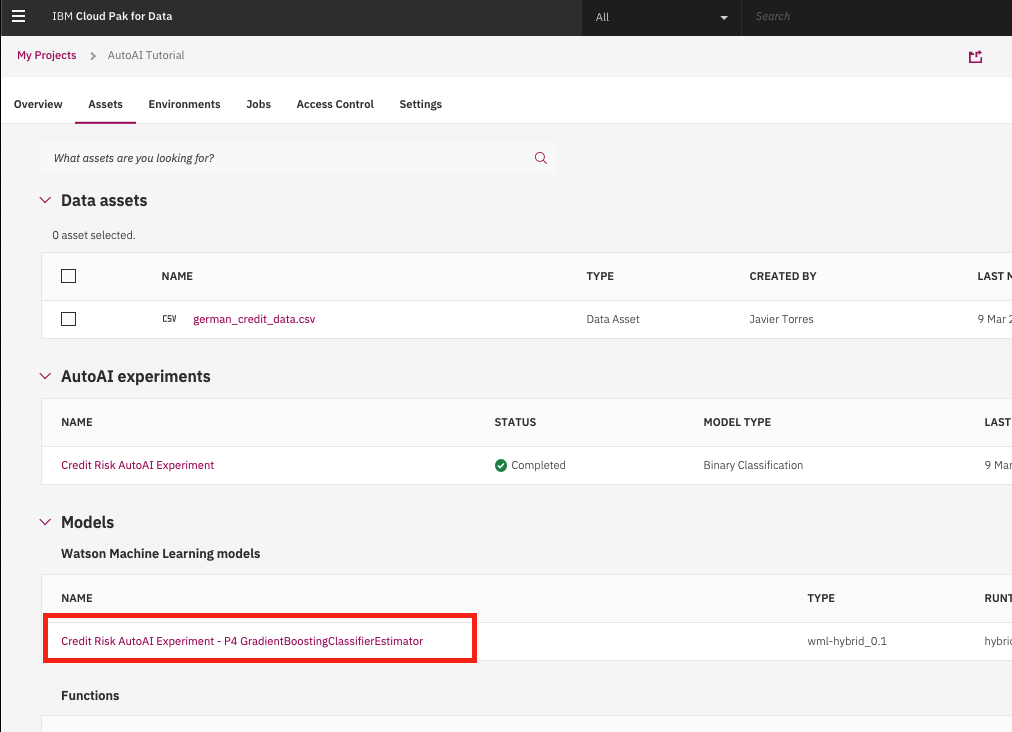 IBM Cloud Pak for Data All Search
My Projects AutoAI Tutorial
Overview Assets Environments Jobs Access Control Settings
What assets are you looking for?
Data assets
0 asset selected.
NAME TYPE CREATED BY LAST
CSV german_credit_data.csv Data Asset Javier Torres 9 Mar
AutoAI experiments
NAME STATUS MODEL TYPE LAST
Credit Risk AutoAI Experiment Completed Binary Classification 9 Mar
Models
Watson Machine Learning models
NAME TYPE RUNT
Credit Risk AutoAI Experiment - P4 GradientBoostingClassifierEstimator wml-hybrid_0.1 hybrid
Functions